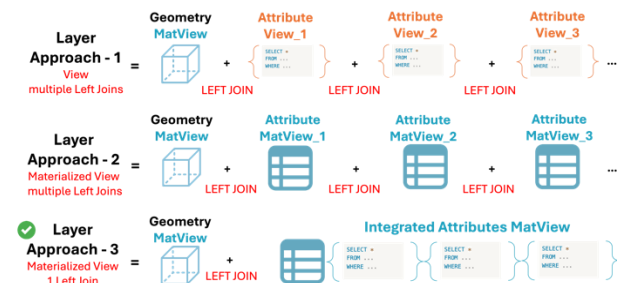 Geometry
MatView
Attribute
View_1
Attribute
View_2
Attribute
View_3
Layer
Approach - 1
View
multiple Left Joins
=
+
SELECT *
FROM ...
WHERE ...
+
SELECT *
FROM ...
WHERE ...
+
SELECT *
FROM ...
WHERE ...
...
LEFT JOIN
LEFT JOIN
LEFT JOIN
Geometry
MatView
Attribute
MatView_1
Attribute
MatView_2
Attribute
MatView_3
Layer
Approach - 2
Materialized View
multiple Left Joins
=
+
+
+
...
LEFT JOIN
LEFT JOIN
LEFT JOIN
Geometry
MatView
Integrated Attributes MatView
Layer
Approach - 3
Materialized View
1 Left Join
=
+
LEFT JOIN
SELECT *
FROM ...
WHERE ...
SELECT *
FROM ...
WHERE ...
SELECT *
FROM ...
WHERE ...